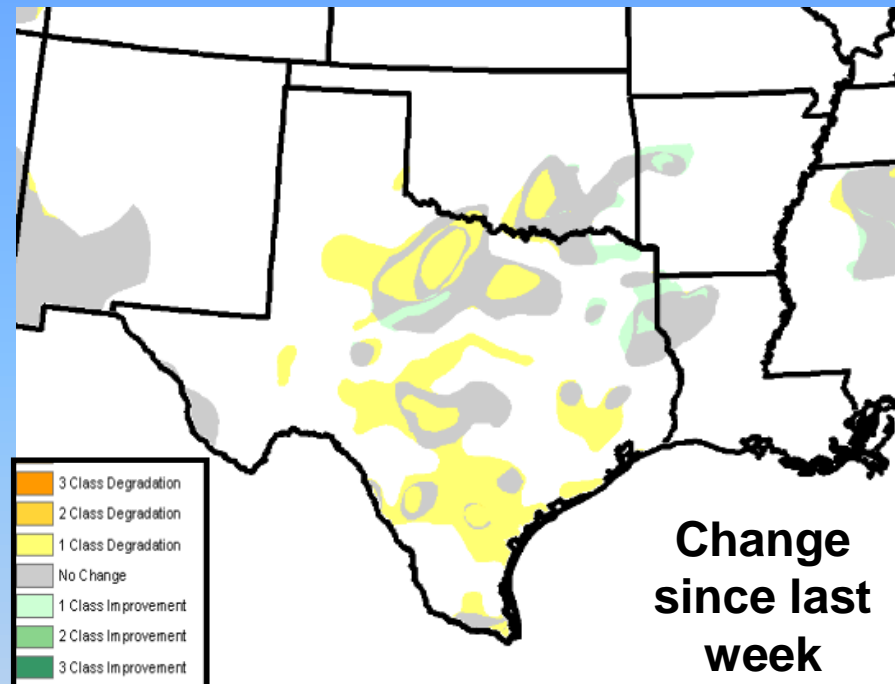 3 Class Degradation
2 Class Degradation
1 Class Degradation
No Change
1 Class Improvement
2 Class Improvement
3 Class Improvement
Change
since last
week